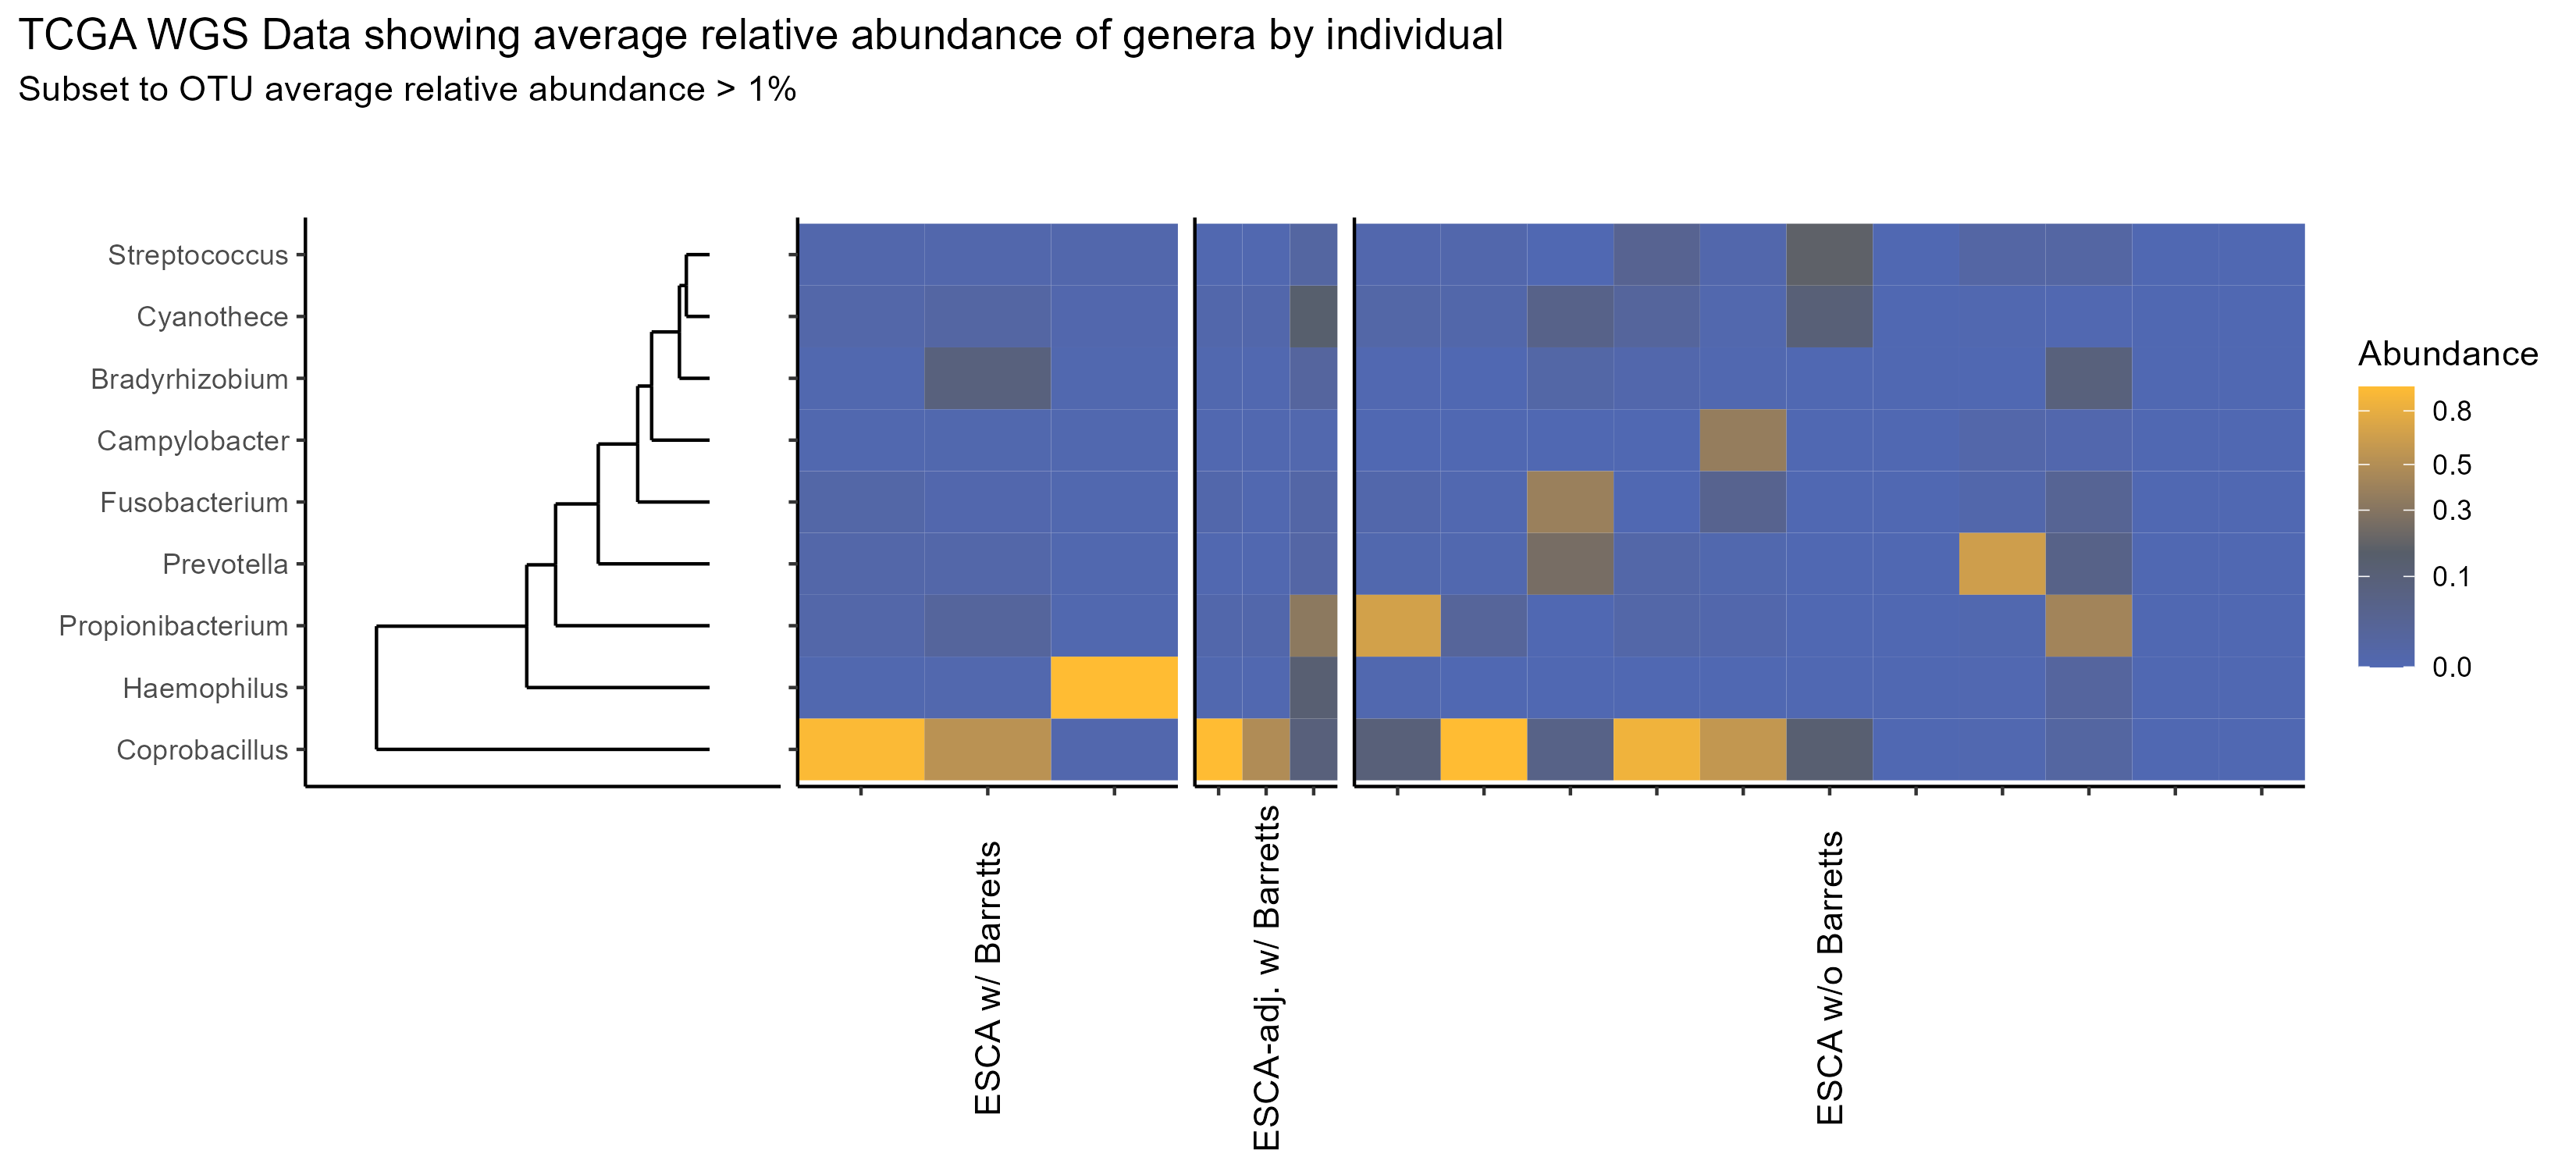 TCGA WGS Data showing average relative abundance of genera by individual
Subset to OTU average relative abundance > 1%
Streptococcus
Cyanothece
Bradyrhizobium
Campylobacter
Fusobacterium
Prevotella
Propionibacterium
Haemophilus
Coprobacillus
ESCA w/ Barretts
ESCA-adj. w/ Barretts
ESCA w/o Barretts
Abundance
0.8
0.5
0.3
0.1
0.0